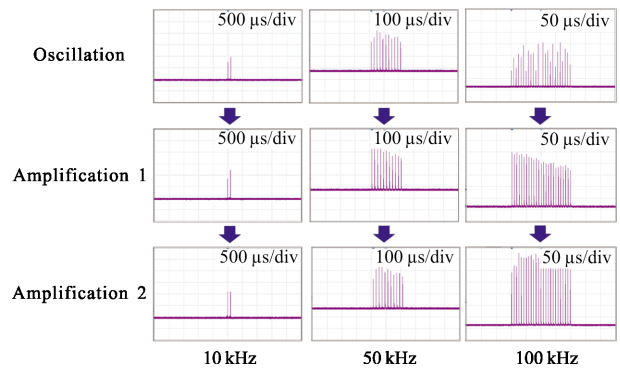 500 µs/div 100 µs/div 50 µs/div
Oscillation
500 µs/div 100 µs/div 50 µs/div
Amplification 1
500 µs/div 100 µs/div 50 µs/div
Amplification 2
10 kHz 50 kHz 100 kHz